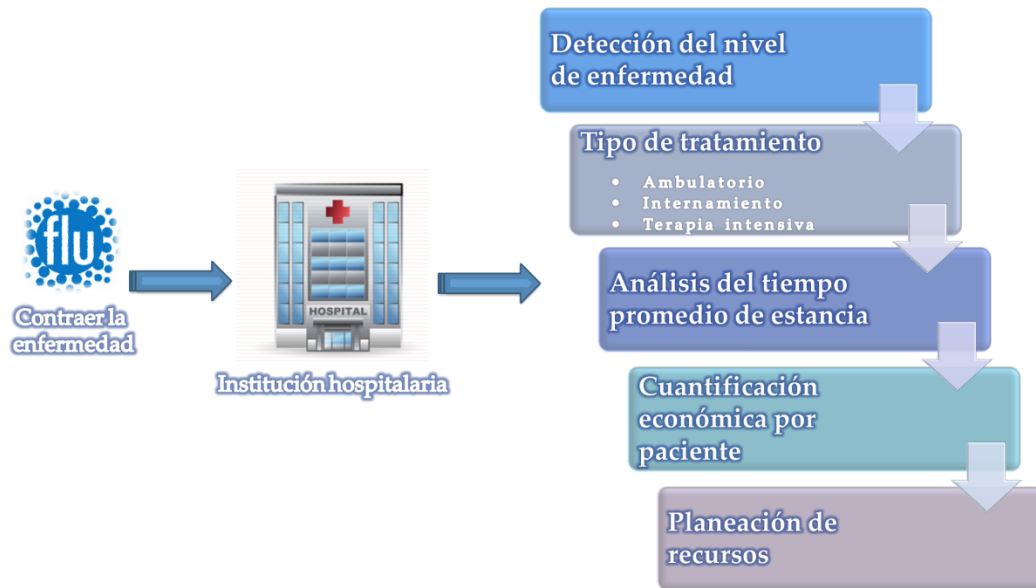 flu
Contraer la
enfermedad
HOSPITAL
Institución hospitalaria
Detección del nivel
de enfermedad
Tipo de tratamiento
• Ambulatorio
• Internamiento
• Terapia intensiva
Análisis del tiempo
promedio de estancia
Cuantificación
económica por
paciente
Planeación de
recursos